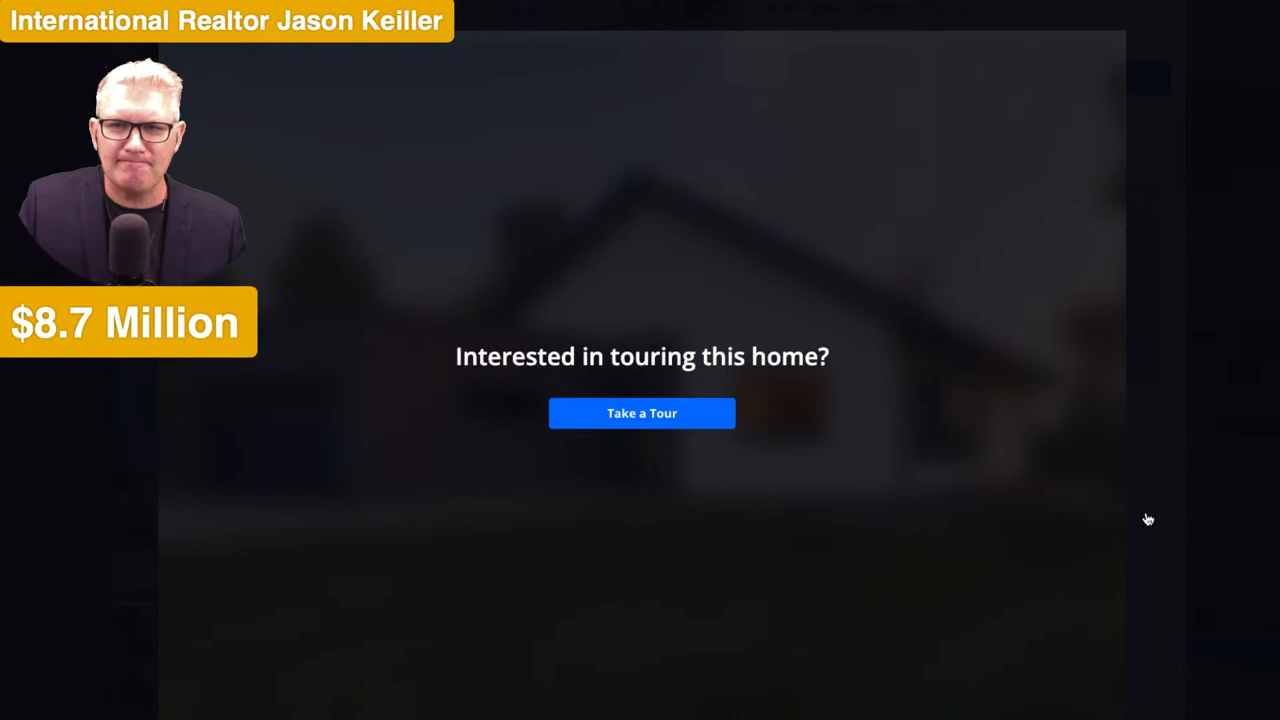 International Realtor Jason Keiller
$8.7 Million
Interested in touring this home?
Take a Tour